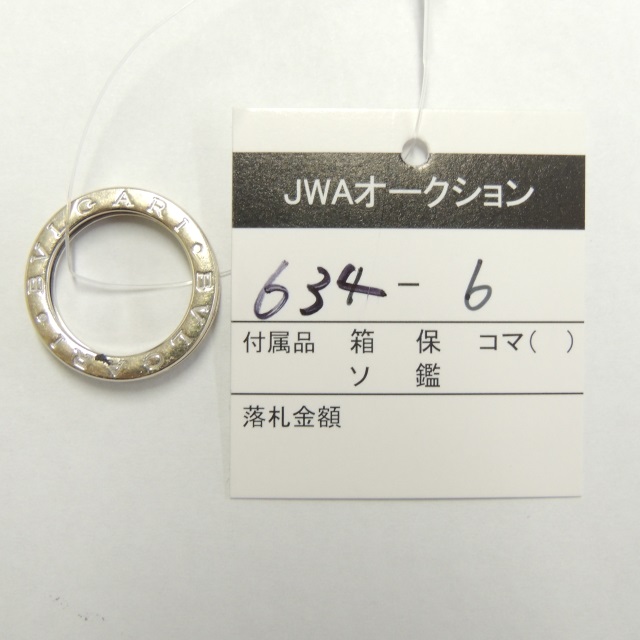 BVLGARI BVLGARI
JWAオークション
634 - 6
付属品 箱 保 コマ( )
ソ 鑑
落札金額